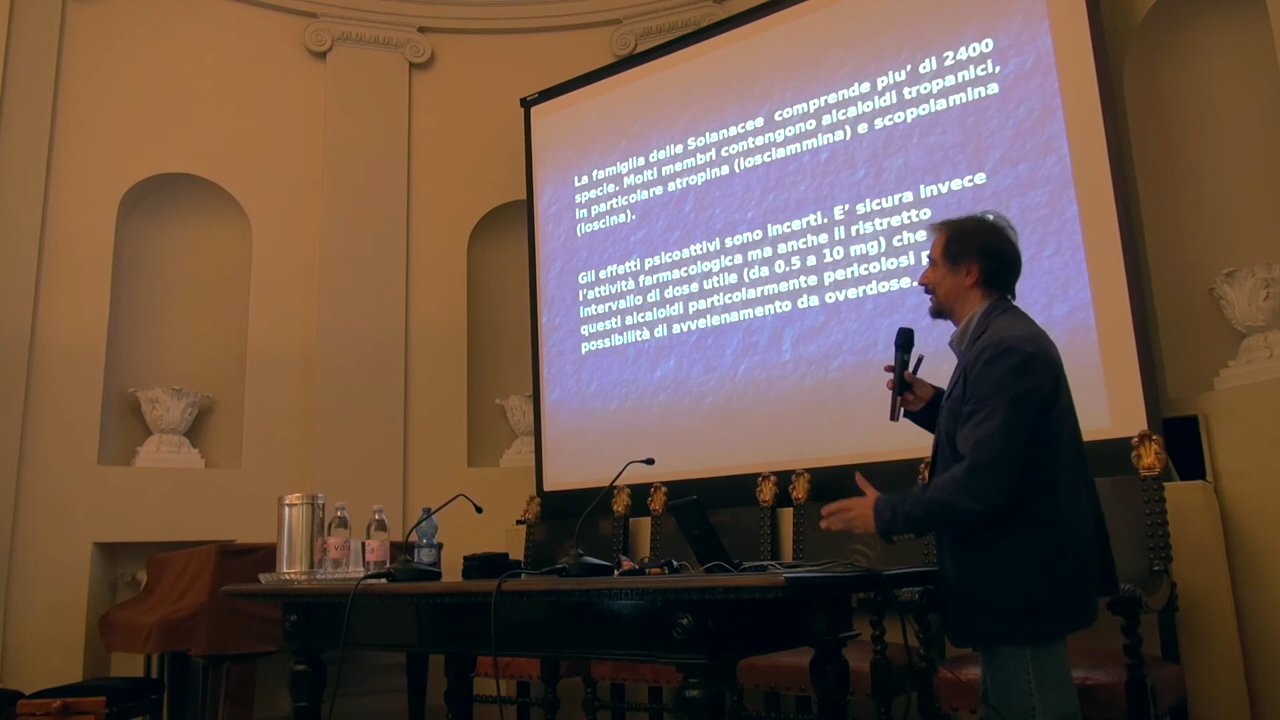 La famiglia delle Solanacee comprende piu' di 2400
specie. Molti membri contengono alcaloidi tropanici,
in particolare atropina (iosciammina) e scopolamina
(ioscina).
Gli effetti psicoattivi sono incerti. E' sicura invece
l'attività farmacologica ma anche il ristretto
intervallo di dose utile (da 0.5 a 10 mg) che
questi alcaloidi particolarmente pericolosi p
possibilità di avvelenamento da overdose.